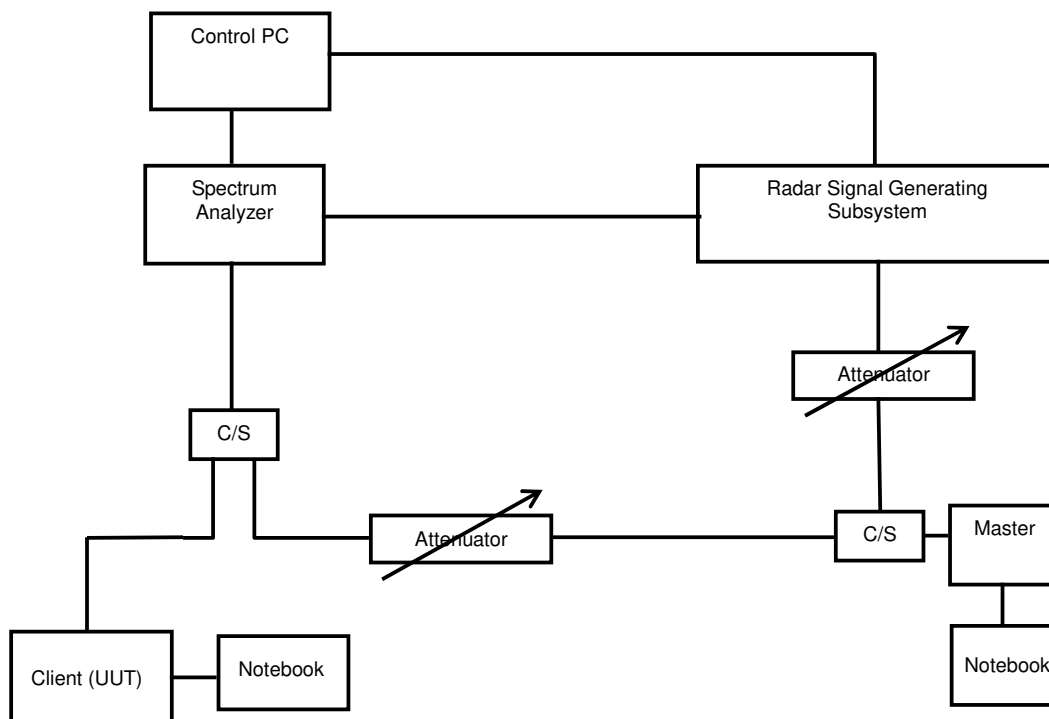 Control PC
Spectrum
Analyzer
Radar Signal Generating
Subsystem
Attenuator
C/S
Attenuator
C/S
Master
Client (UUT)
Notebook
Notebook